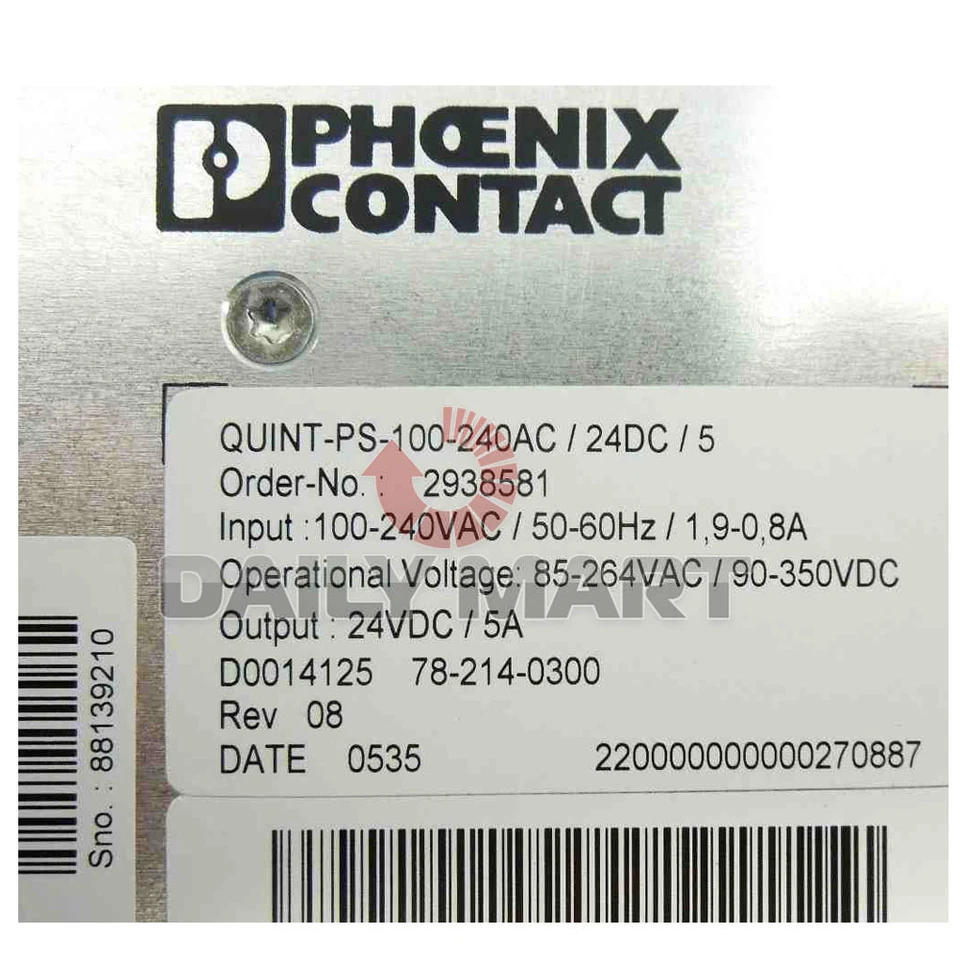 PHŒNIX
CONTACT
QUINT-PS-100-240AC / 24DC / 5
Order-No. : 2938581
Input :100-240VAC / 50-60Hz / 1,9-0,8A
Operational Voltage: 85-264VAC / 90-350VDC
DAILY MART
Output : 24VDC / 5A
D0014125 78-214-0300
Rev 08
DATE 0535 220000000000270887
Sno. : 88139210